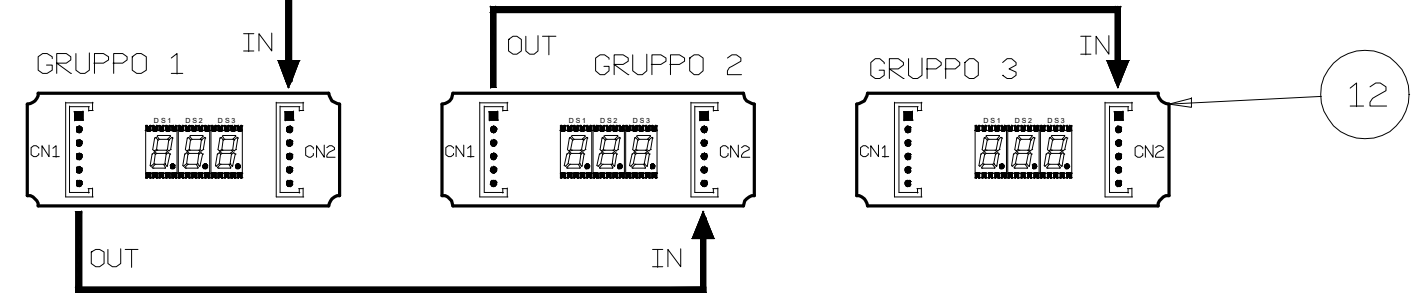 IN
OUT
IN
GRUPPO 1
GRUPPO 2
GRUPPO 3
12
DS1 DS2 DS3
DS1 DS2 DS3
DS1 DS2 DS3
CN1
CN2
CN1
CN2
CN1
CN2
OUT
IN